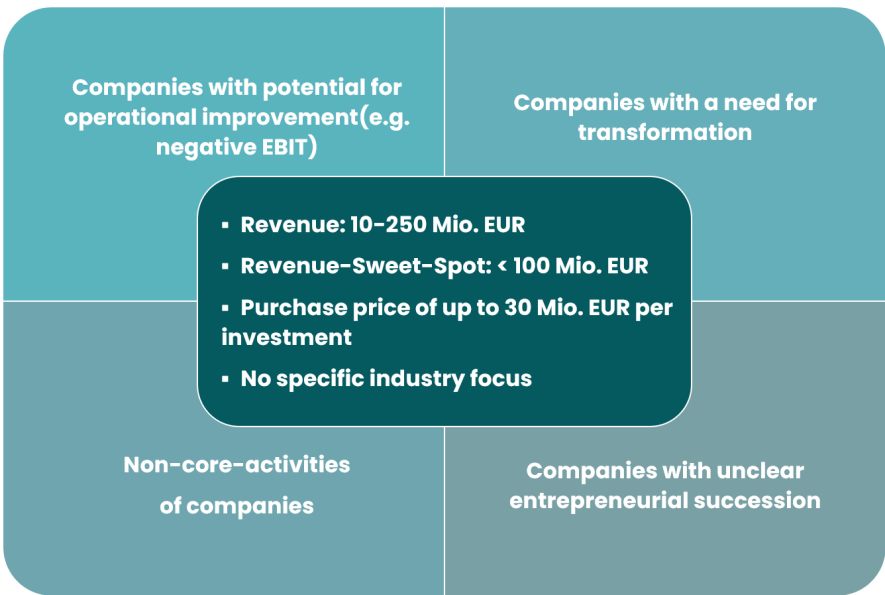 Companies with potential for
operational improvement(e.g.
negative EBIT)
Companies with a need for
transformation
▪ Revenue: 10-250 Mio. EUR
▪ Revenue-Sweet-Spot: < 100 Mio. EUR
▪ Purchase price of up to 30 Mio. EUR per
investment
▪ No specific industry focus
Non-core-activities
of companies
Companies with unclear
entrepreneurial succession